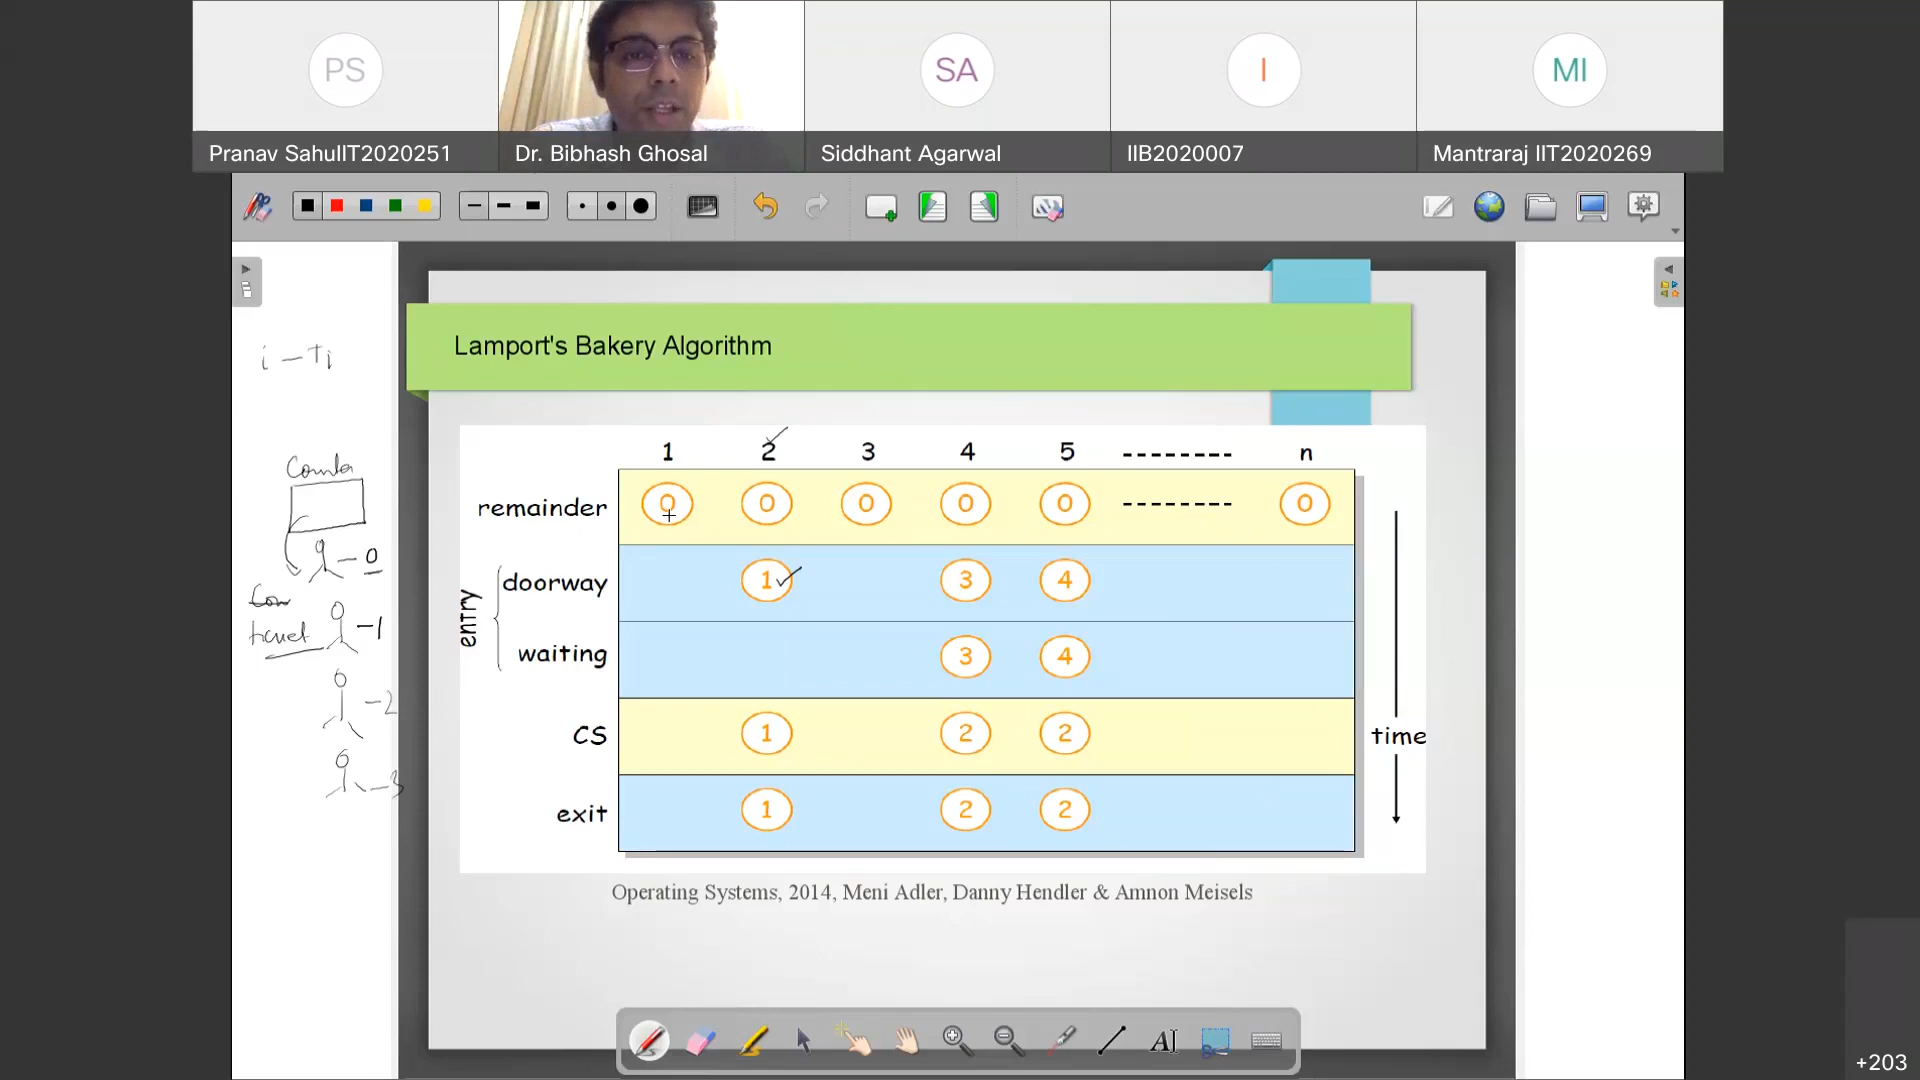 PS
SA
I
MI
Pranav SahuIIT2020251
Dr. Bibhash Ghosal
Siddhant Agarwal
IIB2020007
Mantraraj IIT2020269
Lamport's Bakery Algorithm
i - Ti
1 2 3 4 5 -------- n
remainder 0 0 0 0 0 -------- 0
entry
doorway 1 3 4
waiting 3 4
CS 1 2 2
time
exit 1 2 2
- 0
- 1
- 2
- 3
Operating Systems, 2014, Meni Adler, Danny Hendler & Amnon Meisels
AI
+203